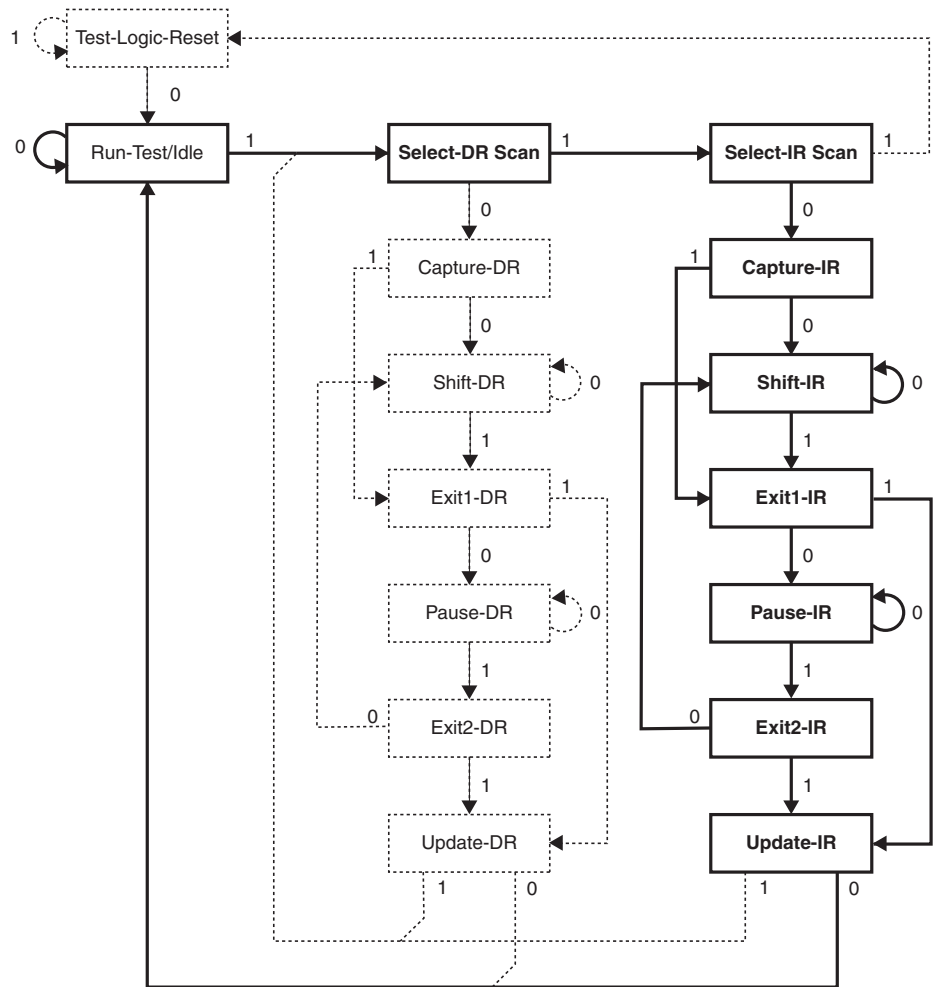 1
Test-Logic-Reset
0
0
Run-Test/Idle
1
Select-DR Scan
1
Select-IR Scan
1
0
0
1
Capture-DR
1
Capture-IR
0
0
Shift-DR
0
Shift-IR
0
1
1
Exit1-DR
1
Exit1-IR
1
0
0
Pause-DR
0
Pause-IR
0
1
1
0
Exit2-DR
0
Exit2-IR
1
1
Update-DR
Update-IR
1
0
1
0